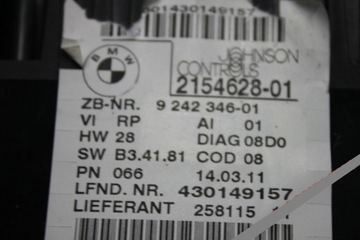 430149157
BMW
JOHNSON
CONTROLS
2154628-01
ZB-NR. 9 242 346-01
VI RP AI 01
HW 28 DIAG 08D0
SW B3.41.81 COD 08
PN 066 14.03.11
LFND. NR. 430149157
LIEFERANT 258115